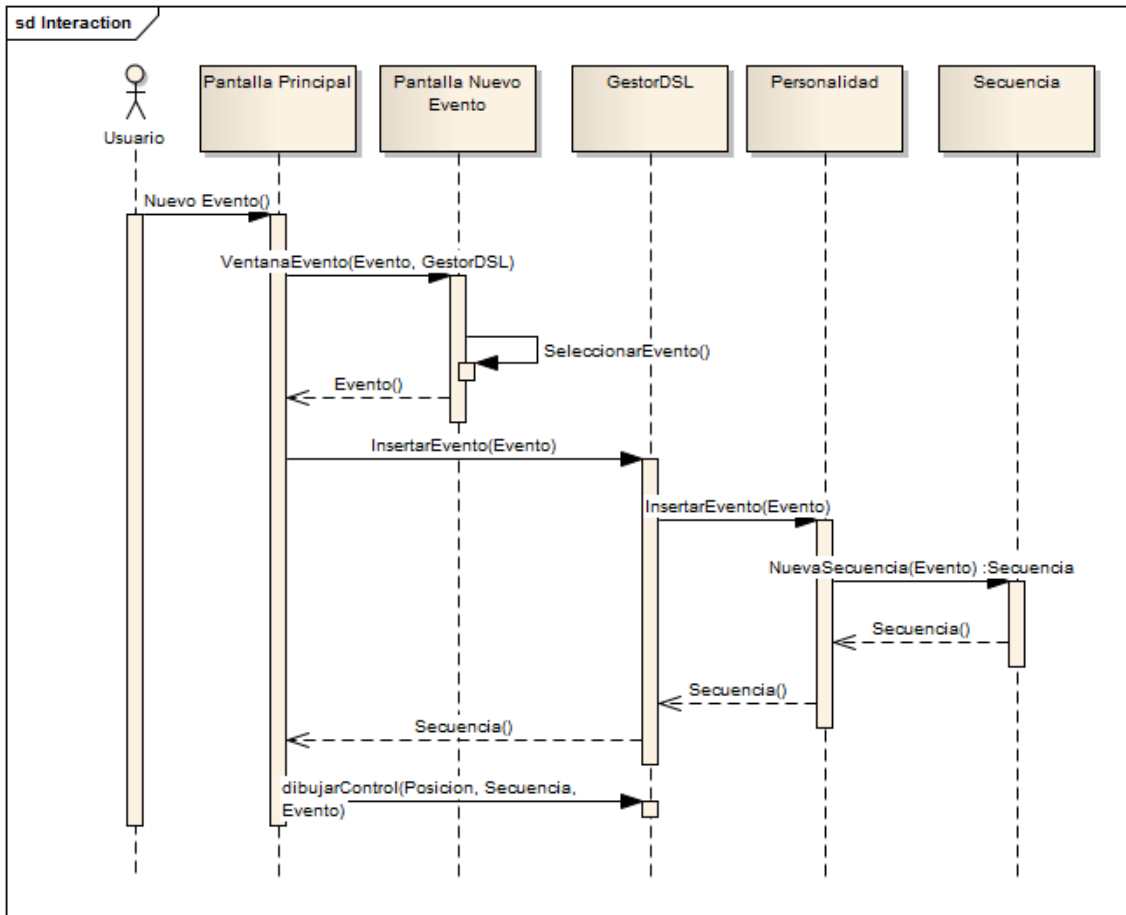 sd Interaction
Usuario
Pantalla Principal
Pantalla Nuevo
Evento
GestorDSL
Personalidad
Secuencia
Nuevo Evento()
VentanaEvento(Evento, GestorDSL)
SeleccionarEvento()
Evento()
InsertarEvento(Evento)
InsertarEvento(Evento)
NuevaSecuencia(Evento) :Secuencia
Secuencia()
Secuencia()
Secuencia()
dibujarControl(Posicion, Secuencia,
Evento)